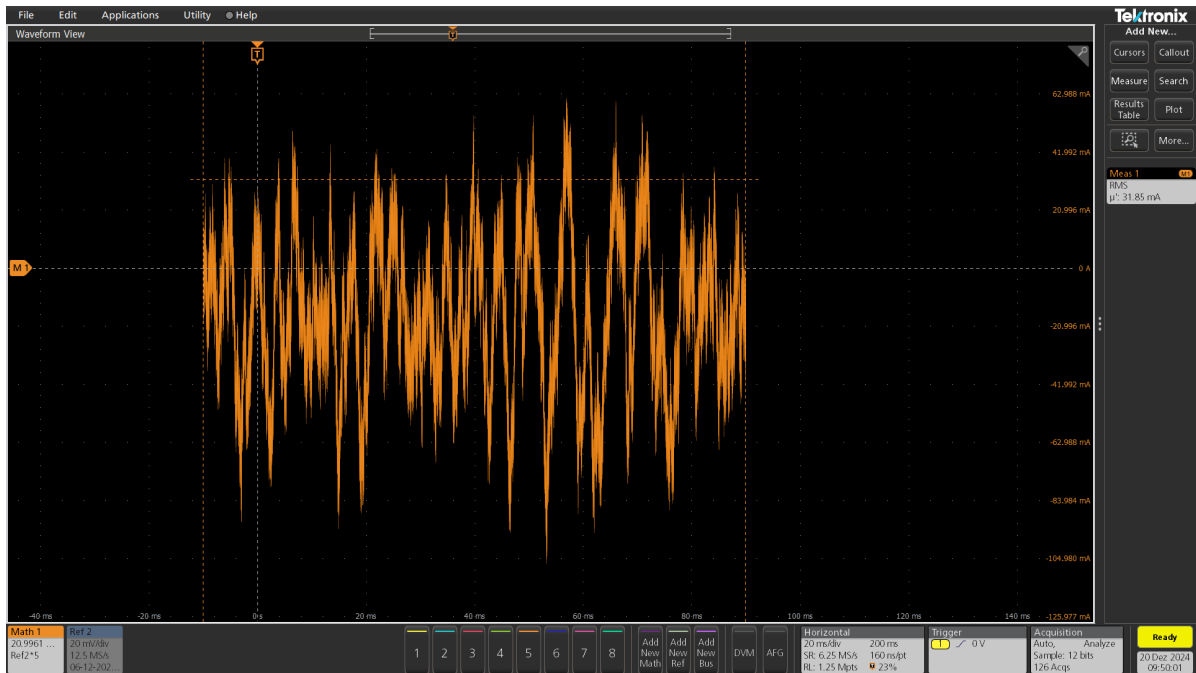 File Edit Applications Utility Help
Tektronix
Waveform View
Add New...
Cursors Callout
Measure Search
Results Table Plot
More...
Meas 1 M1
RMS
µ': 31.85 mA
T
T
62.988 mA
41.992 mA
20.996 mA
M 1
0 A
-20.996 mA
-41.992 mA
-62.988 mA
-83.984 mA
-104.980 mA
-125.977 mA
-40 ms -20 ms 0 s 20 ms 40 ms 60 ms 80 ms 100 ms 120 ms 140 ms
Math 1
20.9961 ...
Ref2*5
Ref 2
20 mV/div
12.5 MS/s
06-12-202...
1 2 3 4 5 6 7 8
Add New Math
Add New Ref
Add New Bus
DVM
AFG
Horizontal
20 ms/div 200 ms
SR: 6.25 MS/s 160 ns/pt
RL: 1.25 Mpts 23%
Trigger
1 0 V
Acquisition
Auto, Analyze
Sample: 12 bits
126 Acqs
Ready
20 Dez 2024
09:50:01